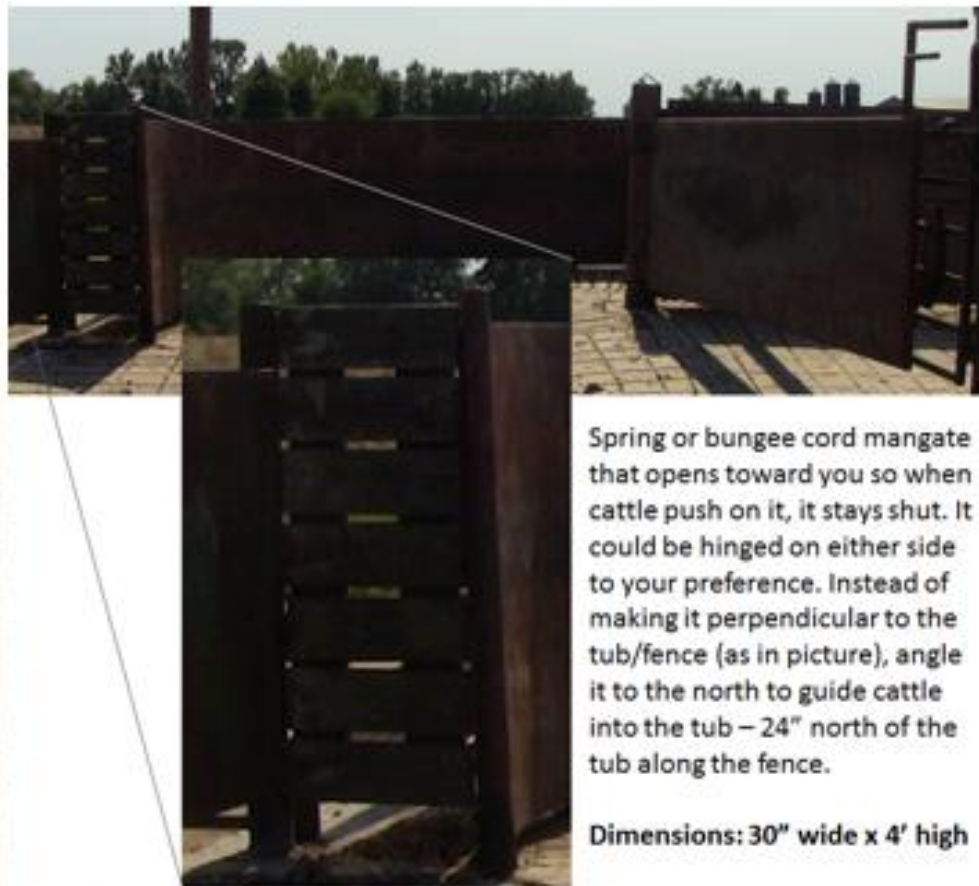 Spring or bungee cord mangate
that opens toward you so when
cattle push on it, it stays shut. It
could be hinged on either side
to your preference. Instead of
making it perpendicular to the
tub/fence (as in picture), angle
it to the north to guide cattle
into the tub – 24” north of the
tub along the fence.
Dimensions: 30” wide x 4’ high